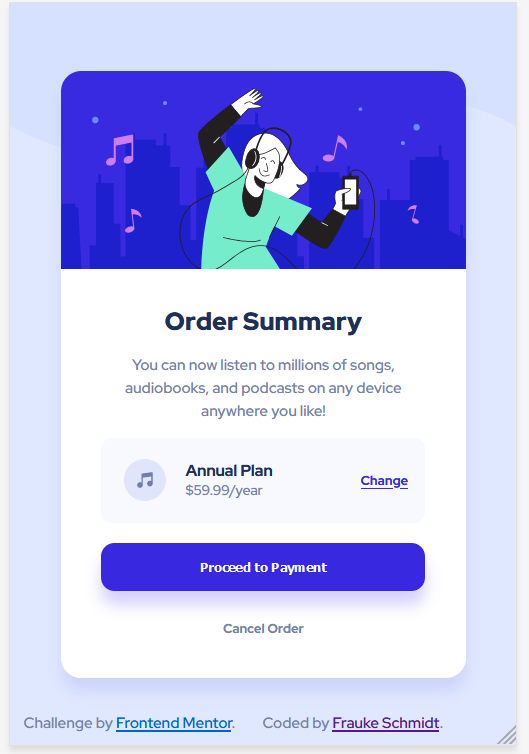 Order Summary
You can now listen to millions of songs,
audiobooks, and podcasts on any device
anywhere you like!
Annual Plan
$59.99/year
Change
Proceed to Payment
Cancel Order
Challenge by Frontend Mentor. Coded by Frauke Schmidt.